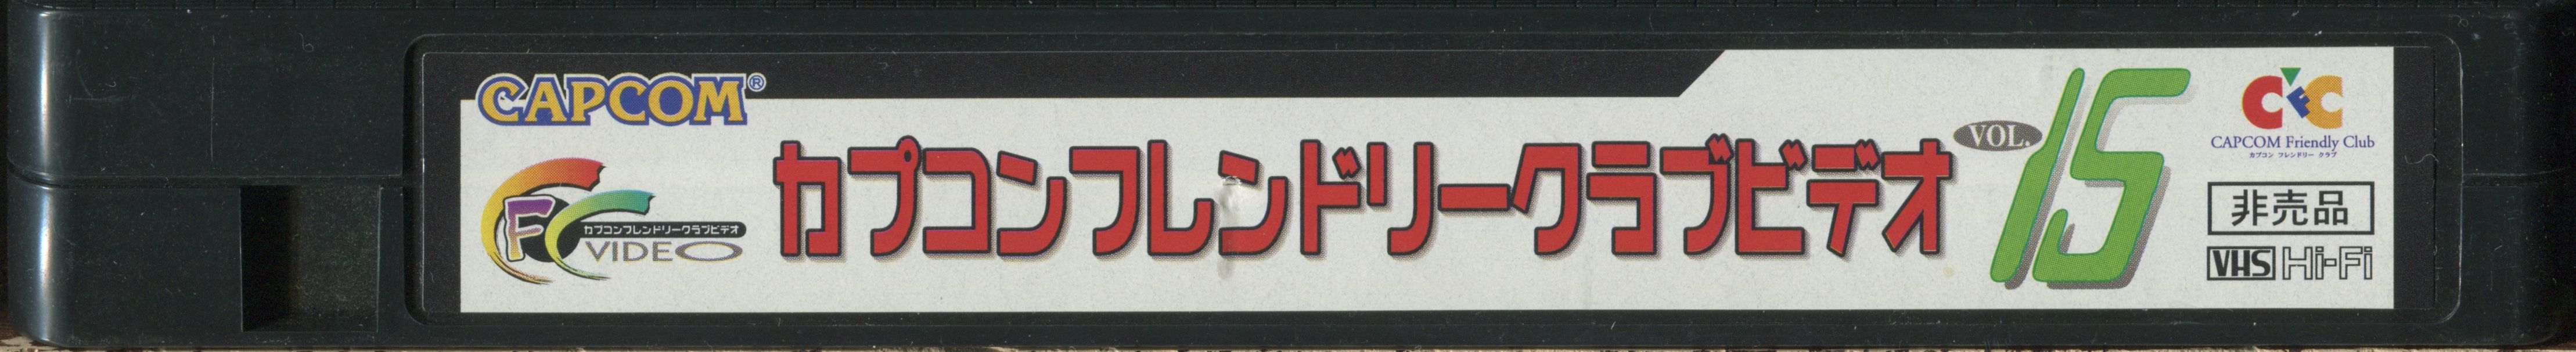 CAPCOM®
CFC
カプコンフレンドリークラブビデオ
VIDEO
カプコンフレンドリークラブビデオ
VOL. 15
CFC
CAPCOM Friendly Club
カプコン フレンドリー クラブ
非売品
VHS Hi-Fi